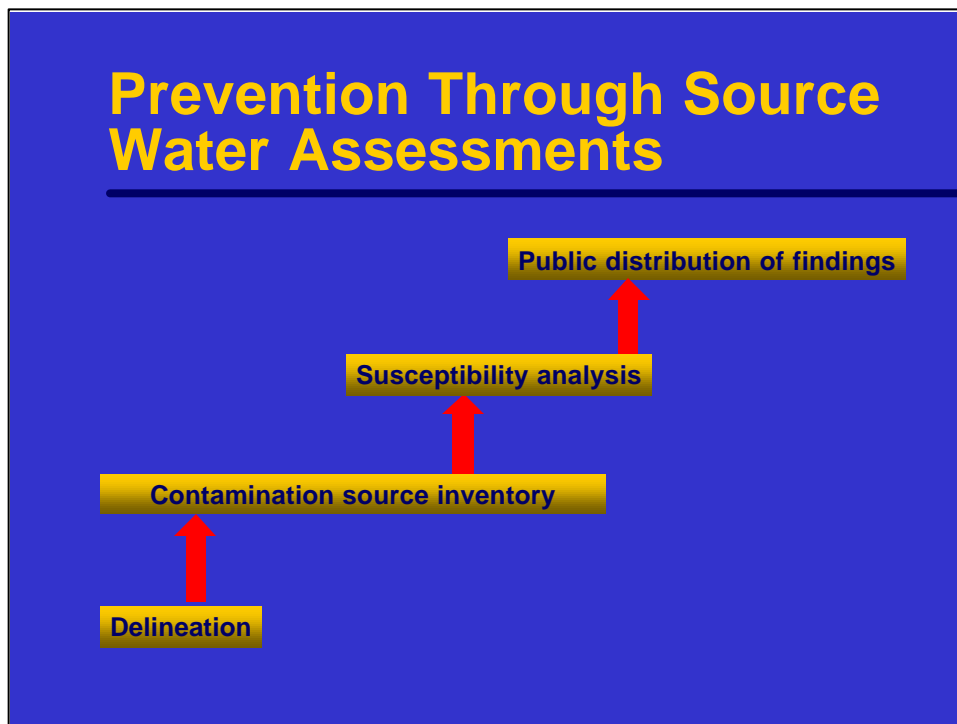 Prevention Through Source
Water Assessments
Public distribution of findings
Susceptibility analysis
Contamination source inventory
Delineation